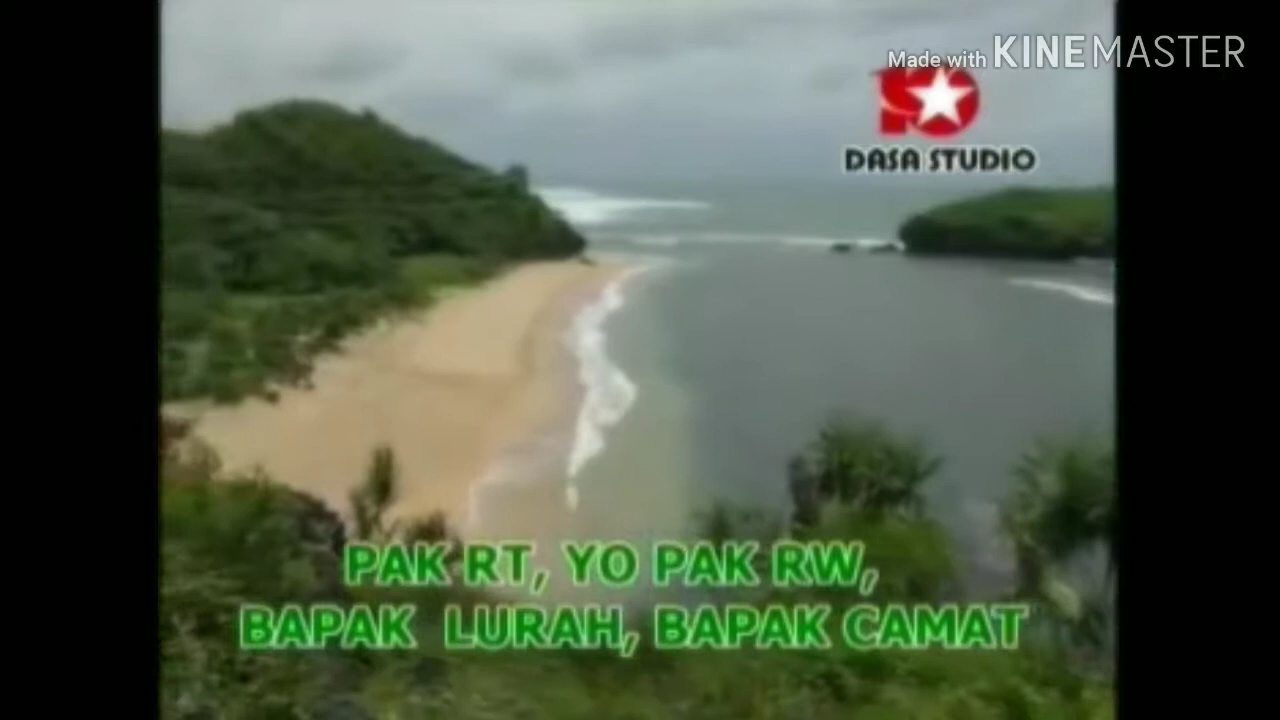 Made with KINEMASTER
DASA STUDIO
PAK RT, YO PAK RW,
BAPAK LURAH, BAPAK CAMAT